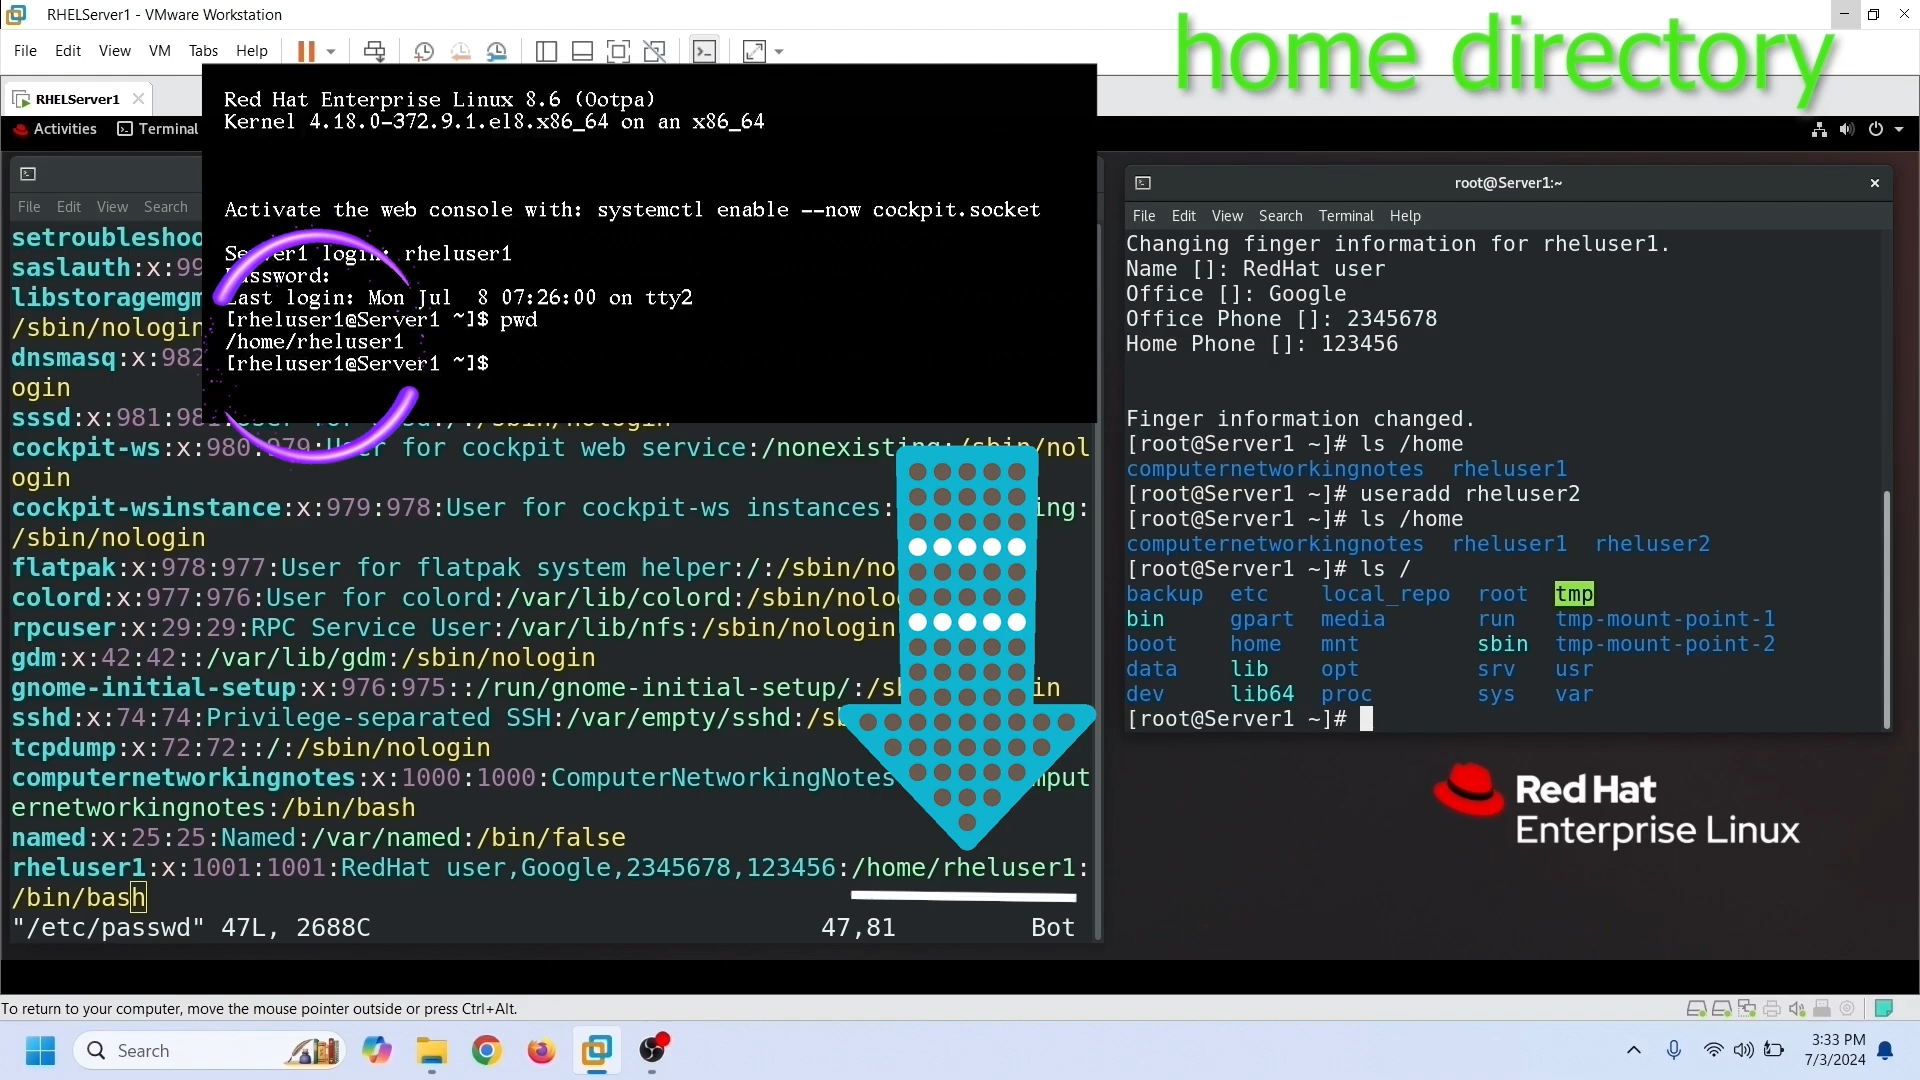 RHELServer1 - VMware Workstation
File Edit View VM Tabs Help
home directory
RHELServer1
Activities Terminal
Red Hat Enterprise Linux 8.6 (Ootpa)
Kernel 4.18.0-372.9.1.el8.x86_64 on an x86_64
Activate the web console with: systemctl enable --now cockpit.socket
Server1 login: rheluser1
Password:
Last login: Mon Jul  8 07:26:00 on tty2
[rheluser1@Server1 ~]$ pwd
/home/rheluser1
[rheluser1@Server1 ~]$
File Edit View Search
setroubleshoo
saslauth:x:99
libstoragemgm
/sbin/nologin
dnsmasq:x:982
ogin
sssd:x:981:98
cockpit-ws:x:980:979:User for cockpit web service:/nonexisting:/sbin/nol
ogin
cockpit-wsinstance:x:979:978:User for cockpit-ws instances: ing:
/sbin/nologin
flatpak:x:978:977:User for flatpak system helper:/:/sbin/no
colord:x:977:976:User for colord:/var/lib/colord:/sbin/nolo
rpcuser:x:29:29:RPC Service User:/var/lib/nfs:/sbin/nologin
gdm:x:42:42::/var/lib/gdm:/sbin/nologin
gnome-initial-setup:x:976:975::/run/gnome-initial-setup/:/s in
sshd:x:74:74:Privilege-separated SSH:/var/empty/sshd:/s
tcpdump:x:72:72::/:/sbin/nologin
computernetworkingnotes:x:1000:1000:ComputerNetworkingNotes mput
ernetworkingnotes:/bin/bash
named:x:25:25:Named:/var/named:/bin/false
rheluser1:x:1001:1001:RedHat user,Google,2345678,123456:/home/rheluser1:
/bin/bash
"/etc/passwd" 47L, 2688C 47,81 Bot
root@Server1:~
File Edit View Search Terminal Help
Changing finger information for rheluser1.
Name []: RedHat user
Office []: Google
Office Phone []: 2345678
Home Phone []: 123456
Finger information changed.
[root@Server1 ~]# ls /home
computernetworkingnotes  rheluser1
[root@Server1 ~]# useradd rheluser2
[root@Server1 ~]# ls /home
computernetworkingnotes  rheluser1  rheluser2
[root@Server1 ~]# ls /
backup  etc  local_repo  root  tmp
bin  gpart  media  run  tmp-mount-point-1
boot  home  mnt  sbin  tmp-mount-point-2
data  lib  opt  srv  usr
dev  lib64  proc  sys  var
[root@Server1 ~]#
Red Hat
Enterprise Linux
To return to your computer, move the mouse pointer outside or press Ctrl+Alt.
Search
3:33 PM
7/3/2024